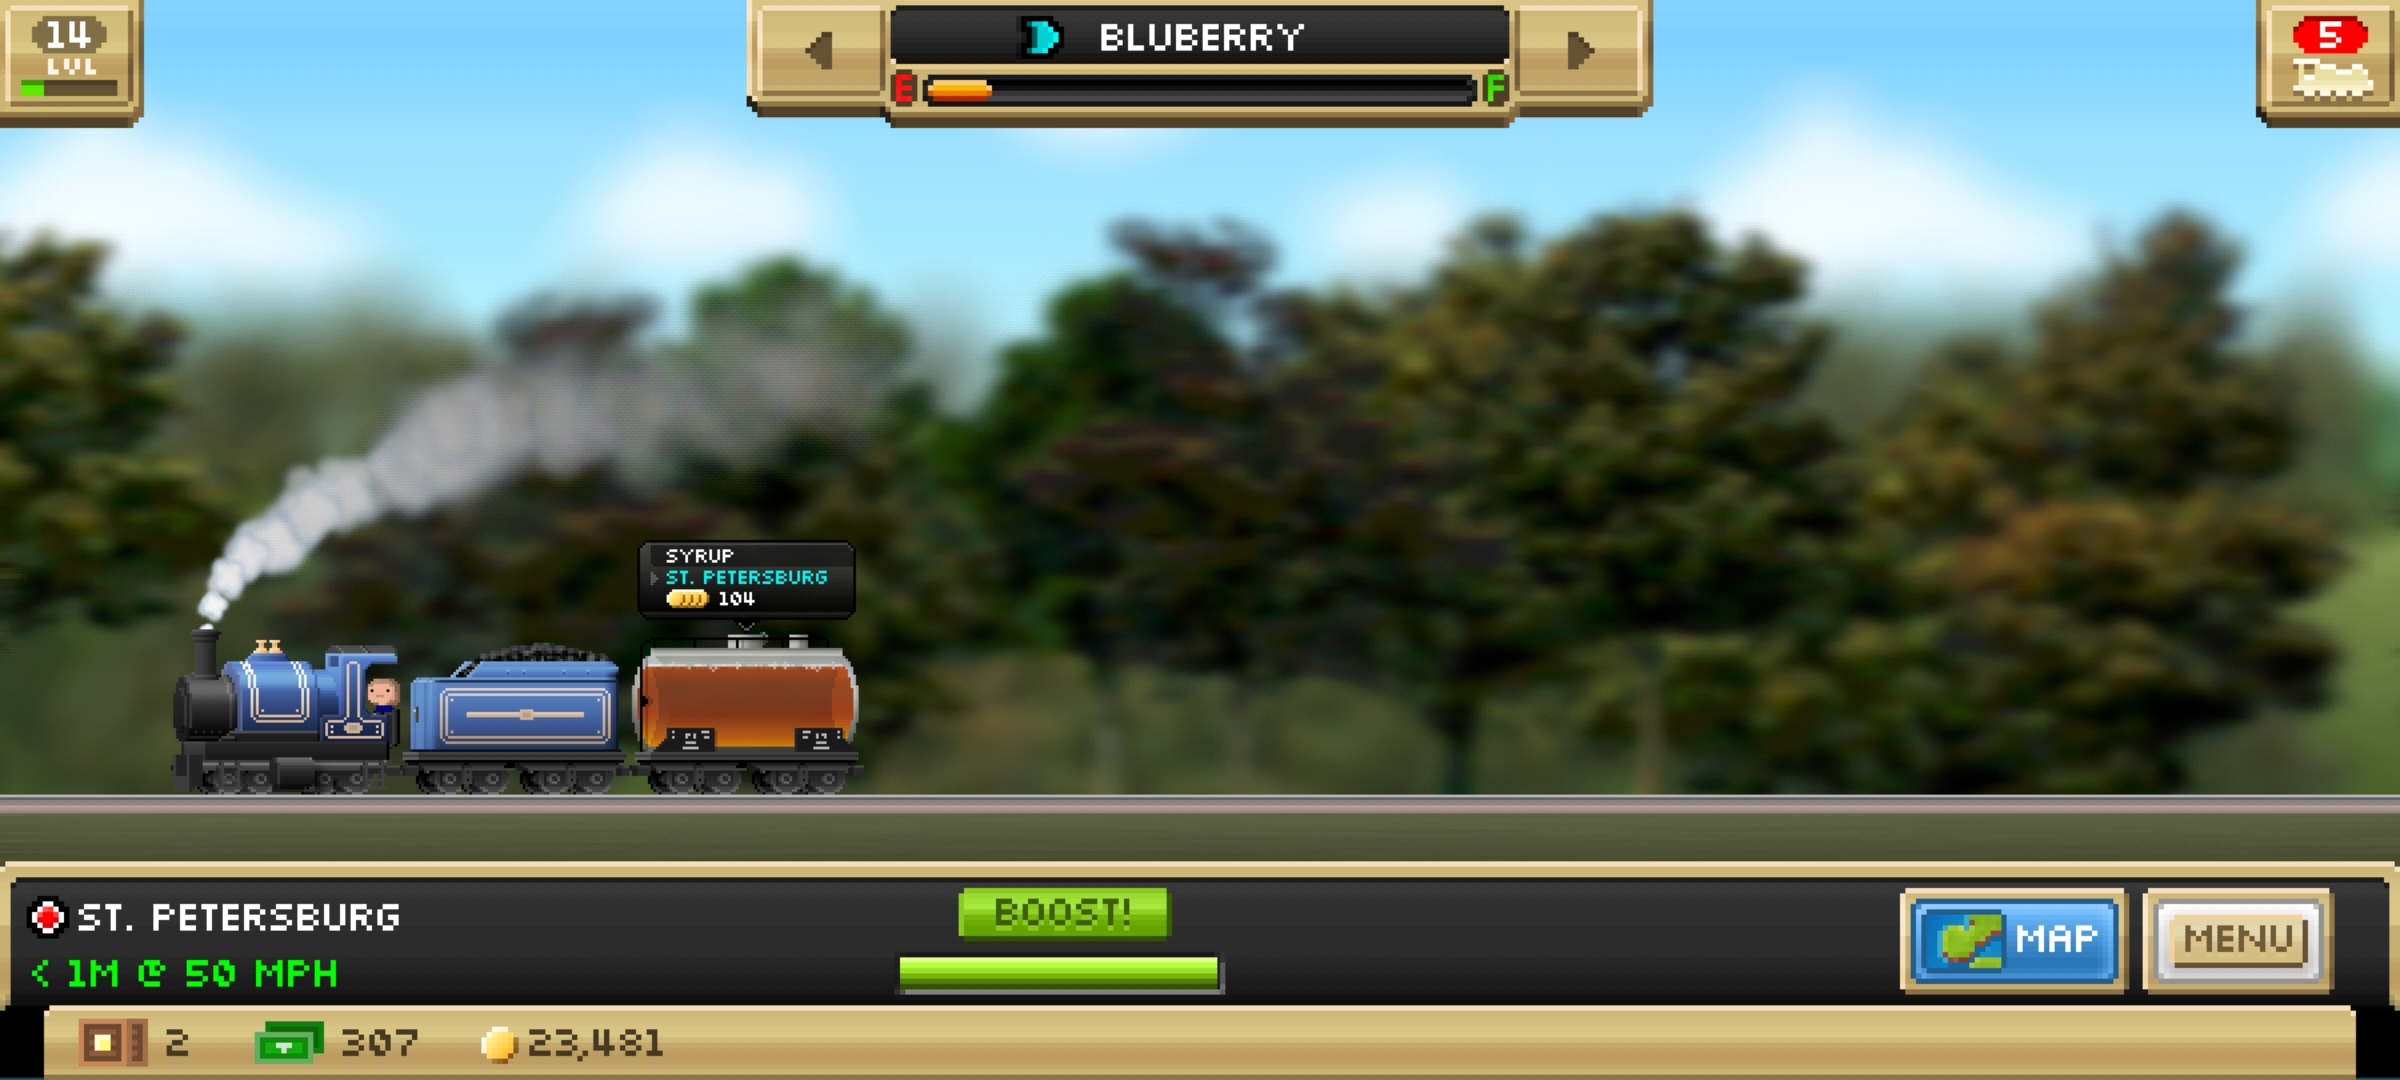 14
LVL
BLUBERRY
E F
5
SYRUP
ST. PETERSBURG
104
ST. PETERSBURG
BOOST!
< 1M @ 50 MPH
MAP
MENU
2
307
23,481